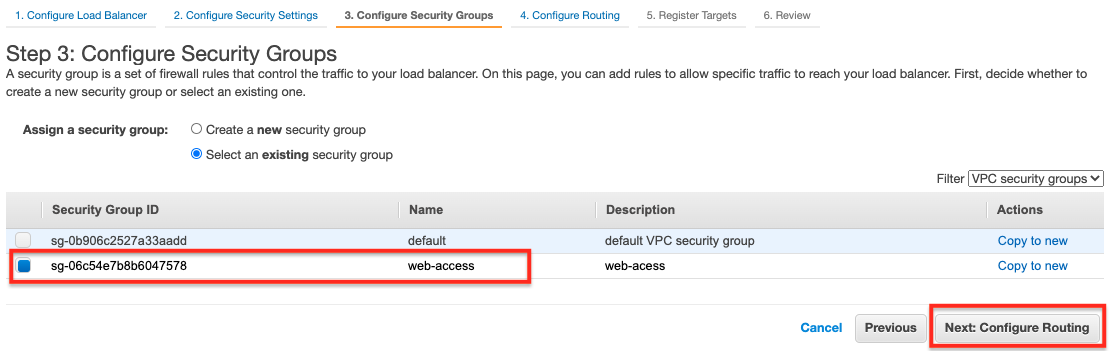 1. Configure Load Balancer 2. Configure Security Settings 3. Configure Security Groups 4. Configure Routing 5. Register Targets 6. Review
Step 3: Configure Security Groups
A security group is a set of firewall rules that control the traffic to your load balancer. On this page, you can add rules to allow specific traffic to reach your load balancer. First, decide whether to
create a new security group or select an existing one.
Assign a security group: Create a new security group
Select an existing security group
Filter VPC security groups
Security Group ID Name Description Actions
sg-0b906c2527a33aadd default default VPC security group Copy to new
sg-06c54e7b8b6047578 web-access web-acess Copy to new
Cancel Previous Next: Configure Routing